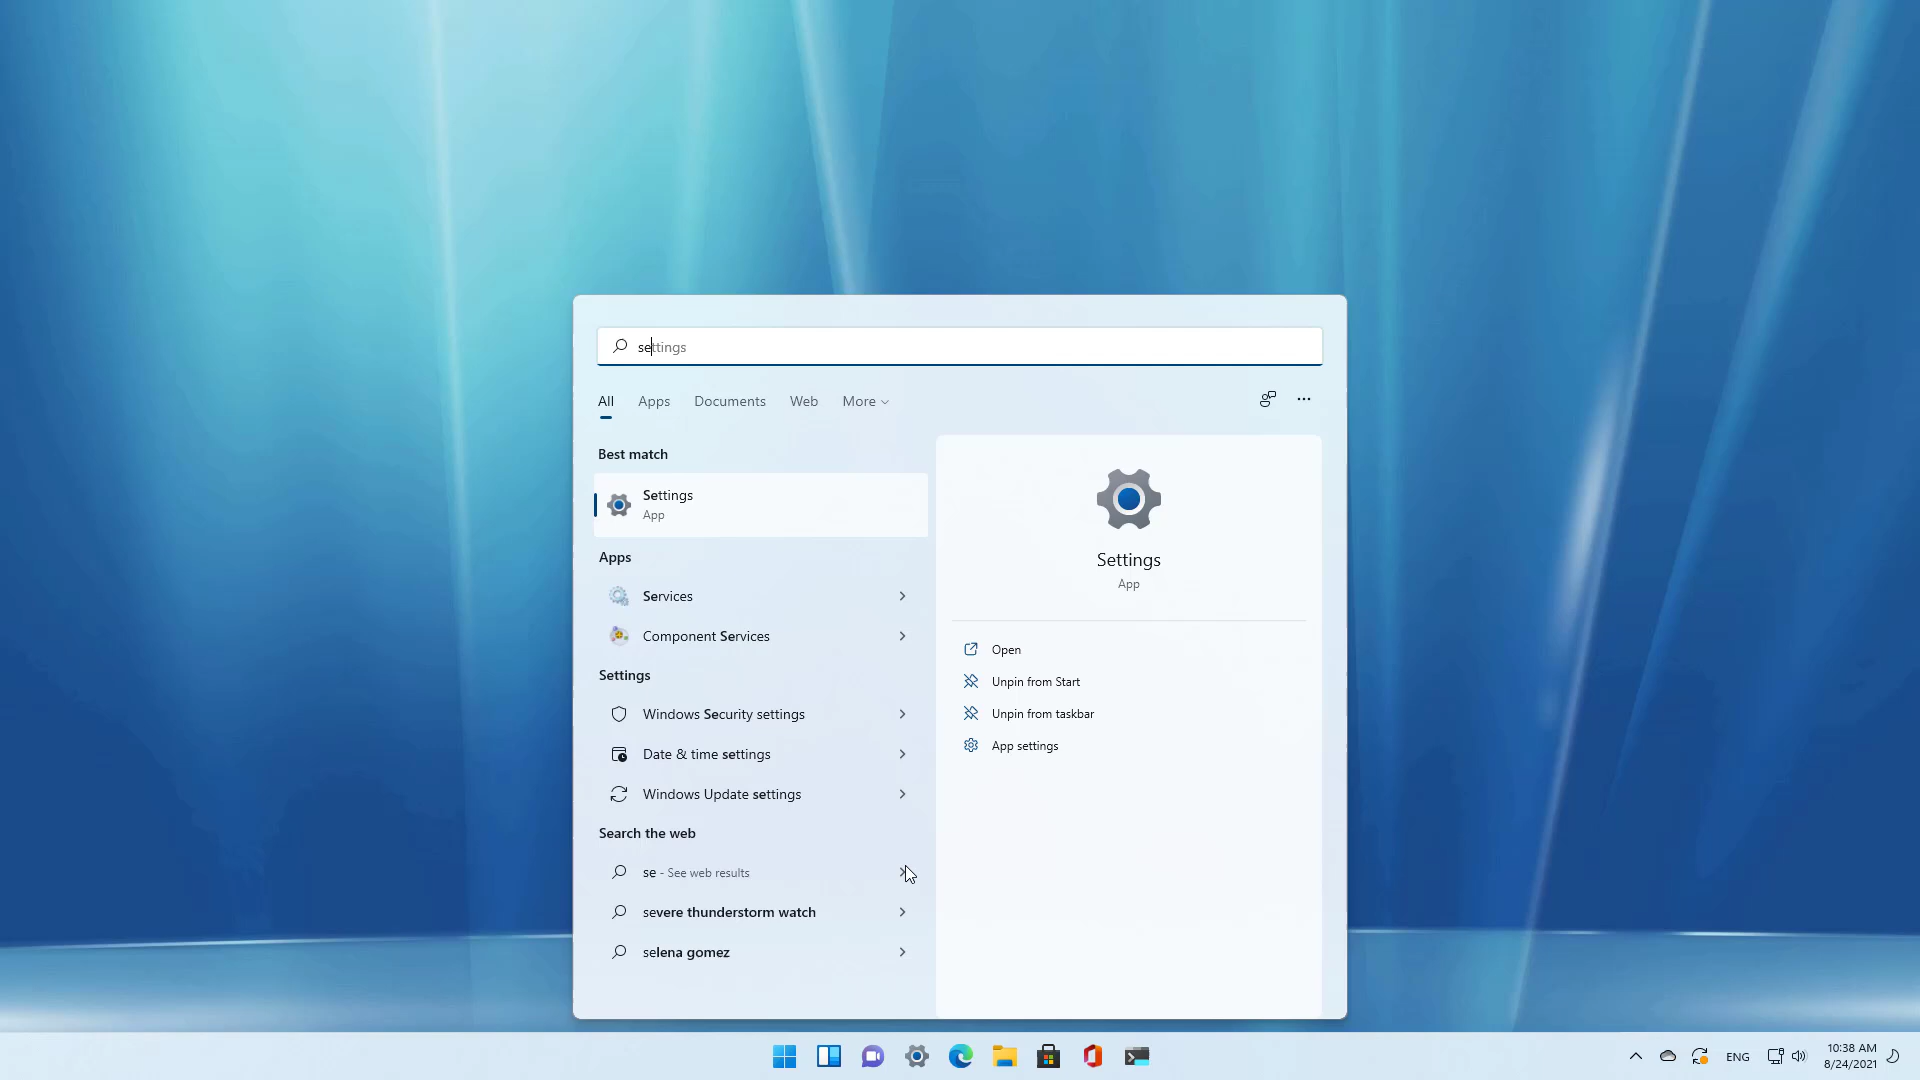 settings
All Apps Documents Web More
Best match
Settings
App
Apps
Services
Component Services
Settings
Windows Security settings
Date & time settings
Windows Update settings
Search the web
se - See web results
severe thunderstorm watch
selena gomez
Settings
App
Open
Unpin from Start
Unpin from taskbar
App settings
ENG
10:38 AM
8/24/2021